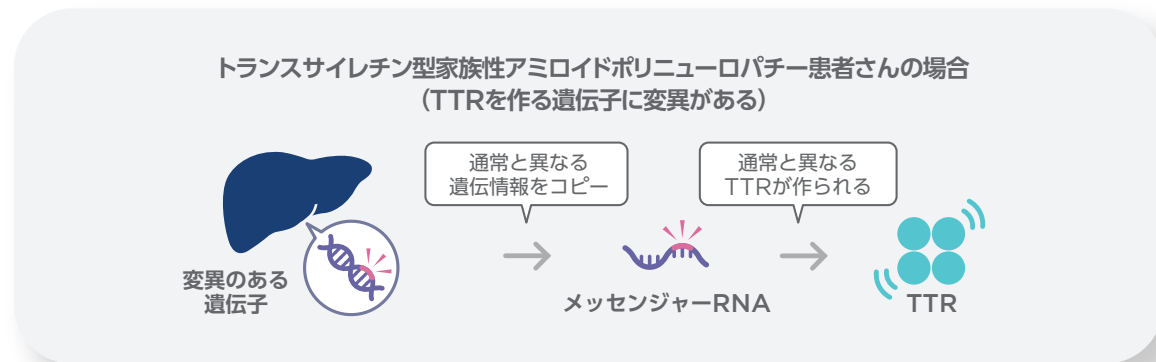 トランスサイレチン型家族性アミロイドポリニューロパチー患者さんの場合
（TTRを作る遺伝子に変異がある）
通常と異なる
遺伝情報をコピー
通常と異なる
TTRが作られる
変異のある
遺伝子
メッセンジャーRNA
TTR